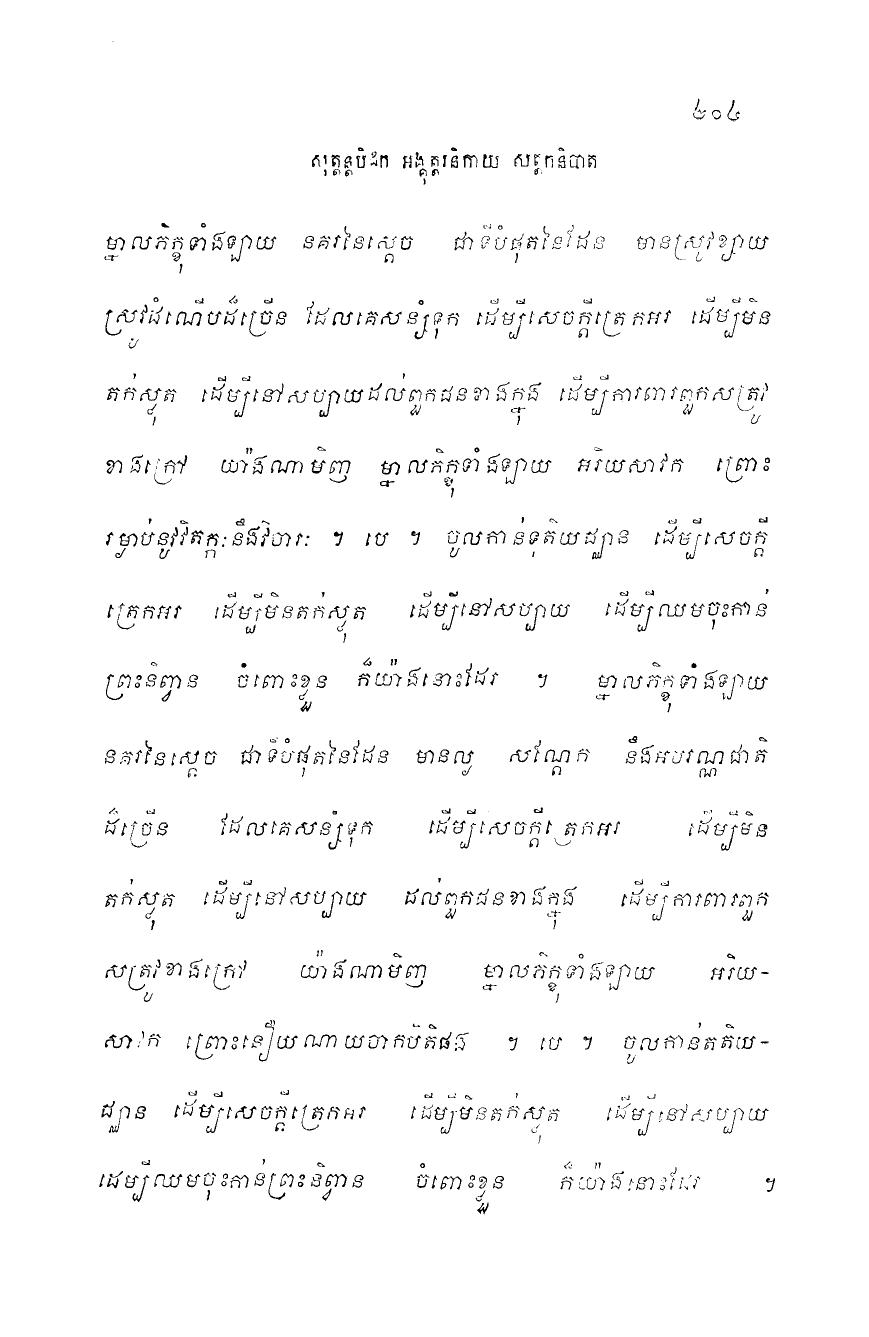 ២០៤
សុត្តន្តបិដក អង្គុត្តរនិកាយ សត្តកនិបាត
ម្នាលភិក្ខុទាំងឡាយ នគរនៃស្តេច ជាទីបំផុតនៃដែន មានស្រូវខ្សាយ
ស្រូវដំណើបដ៏ច្រើន ដែលគេសន្សំទុក ដើម្បីសេចក្តីត្រេកអរ ដើម្បីមិន
តក់ស្លុត ដើម្បីនៅសប្បាយដល់ពួកជនខាងក្នុង ដើម្បីការពារពួកសត្រូវ
ខាងក្រៅ យ៉ាងណាមិញ ម្នាលភិក្ខុទាំងឡាយ អរិយសាវក ព្រោះ
រម្ងាប់នូវវិតក្កៈនឹងវិចារៈ ។ បេ ។ ចូលកាន់ទុតិយជ្ឈាន ដើម្បីសេចក្តី
ត្រេកអរ ដើម្បីមិនតក់ស្លុត ដើម្បីនៅសប្បាយ ដើម្បីឈមចុះកាន់
ព្រះនិព្វាន ចំពោះខ្លួន ក៏យ៉ាងនោះដែរ ។ ម្នាលភិក្ខុទាំងឡាយ
នគរនៃស្តេច ជាទីបំផុតនៃដែន មានល្ង សណ្តែក នឹងអបរណ្ណជាតិ
ដ៏ច្រើន ដែលគេសន្សំទុក ដើម្បីសេចក្តីត្រេកអរ ដើម្បីមិន
តក់ស្លុត ដើម្បីនៅសប្បាយ ដល់ពួកជនខាងក្នុង ដើម្បីការពារពួក
សត្រូវខាងក្រៅ យ៉ាងណាមិញ ម្នាលភិក្ខុទាំងឡាយ អរិយ-
សាវក ព្រោះនឿយណាយចាកបីតិផង ។ បេ ។ ចូលកាន់តតិយ-
ជ្ឈាន ដើម្បីសេចក្តីត្រេកអរ ដើម្បីមិនតក់ស្លុត ដើម្បីនៅសប្បាយ
ដើម្បីឈមចុះកាន់ព្រះនិព្វាន ចំពោះខ្លួន ក៏យ៉ាងនោះដែរ ។